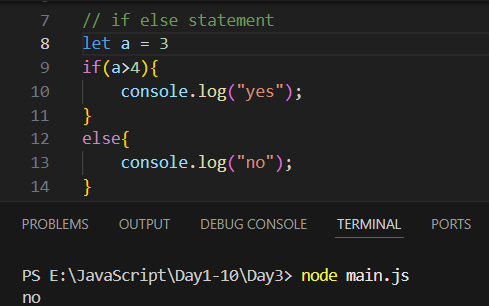 7 // if else statement
8 let a = 3
9 if(a>4){
10 console.log("yes");
11 }
12 else{
13 console.log("no");
14 }
PROBLEMS OUTPUT DEBUG CONSOLE TERMINAL PORTS
PS E:\JavaScript\Day1-10\Day3> node main.js
no